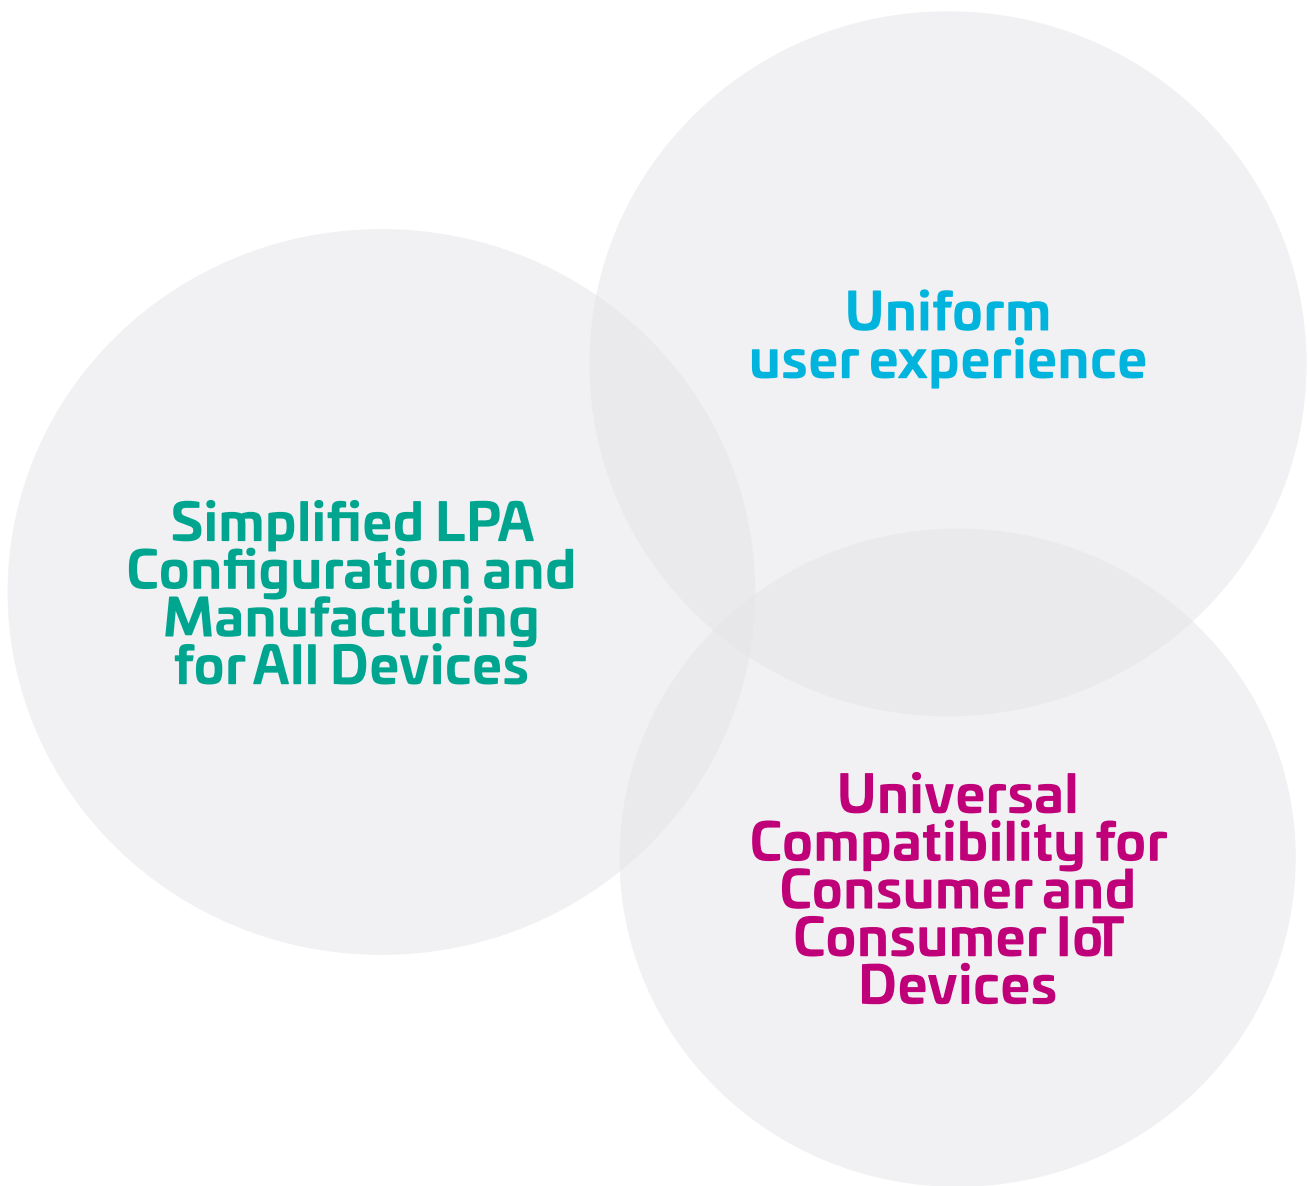 Uniform
user experience
Simplified LPA
Configuration and
Manufacturing
for All Devices
Universal
Compatibility for
Consumer and
Consumer IoT
Devices